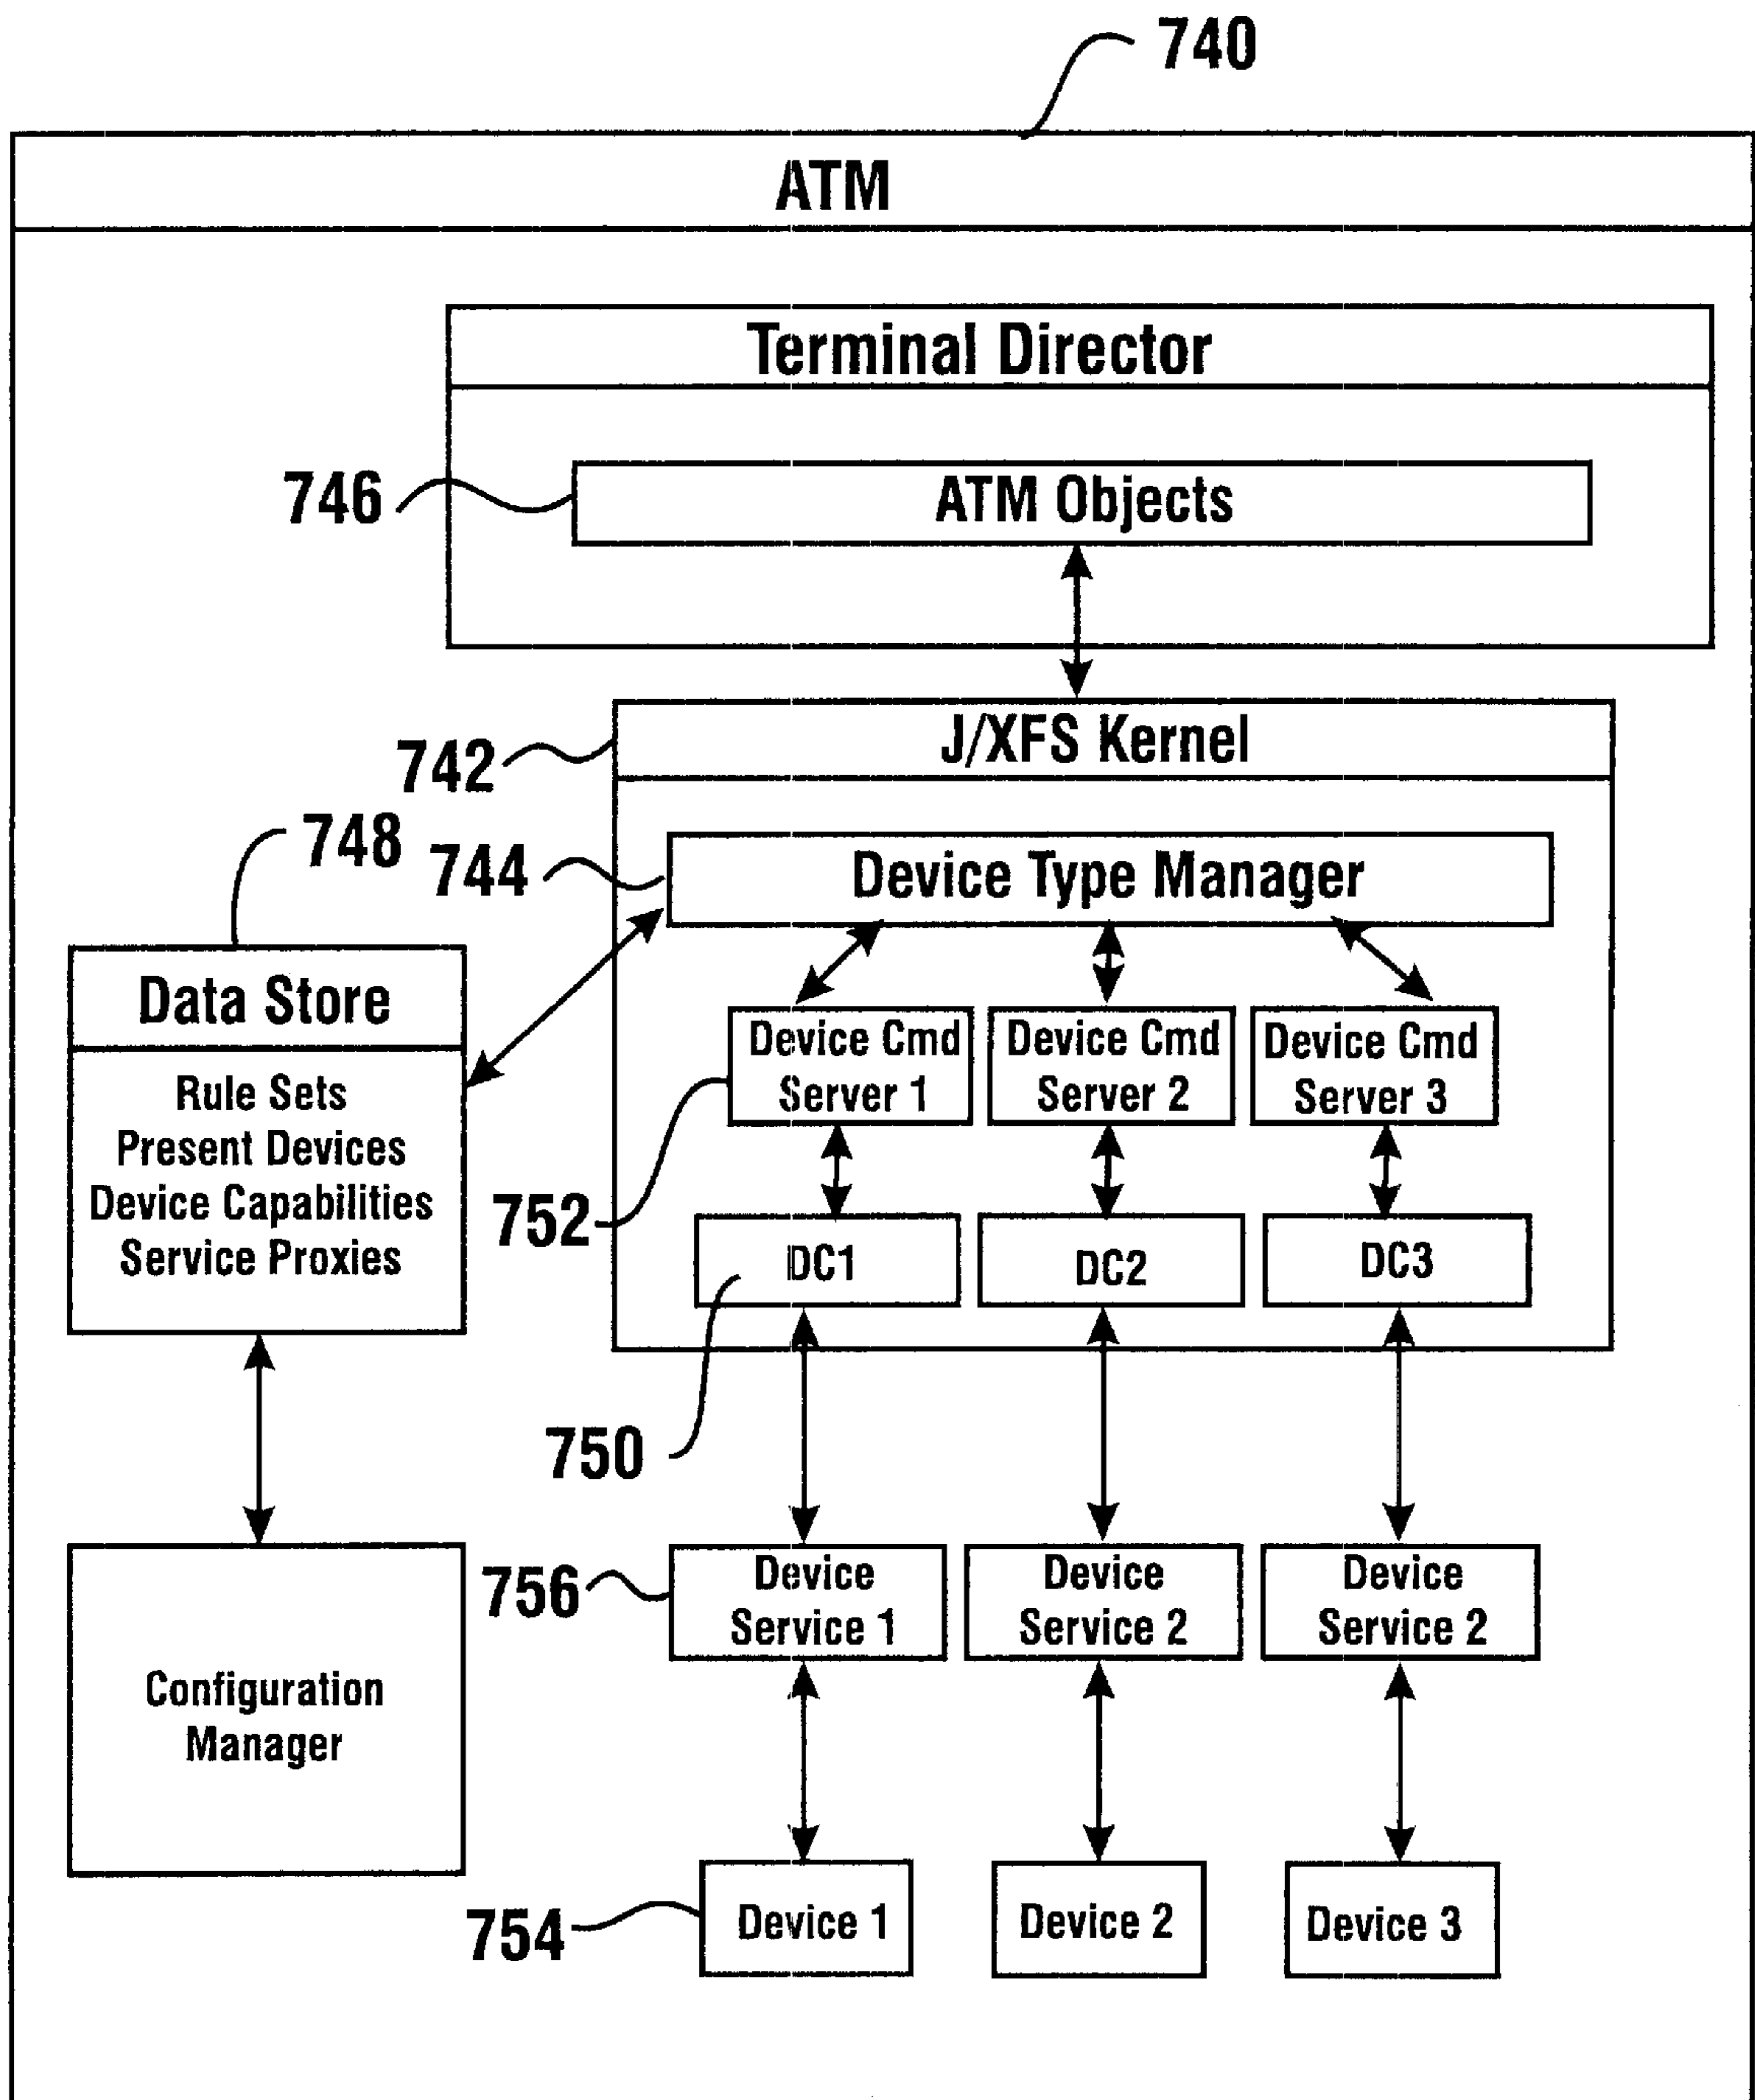 740
ATM
Terminal Director
746
ATM Objects
742
J/XFS Kernel
748
744
Device Type Manager
Data Store
Rule Sets
Present Devices
Device Capabilities
Service Proxies
Device Cmd
Server 1
Device Cmd
Server 2
Device Cmd
Server 3
752
DC1
DC2
DC3
750
Configuration
Manager
756
Device
Service 1
Device
Service 2
Device
Service 2
754
Device 1
Device 2
Device 3